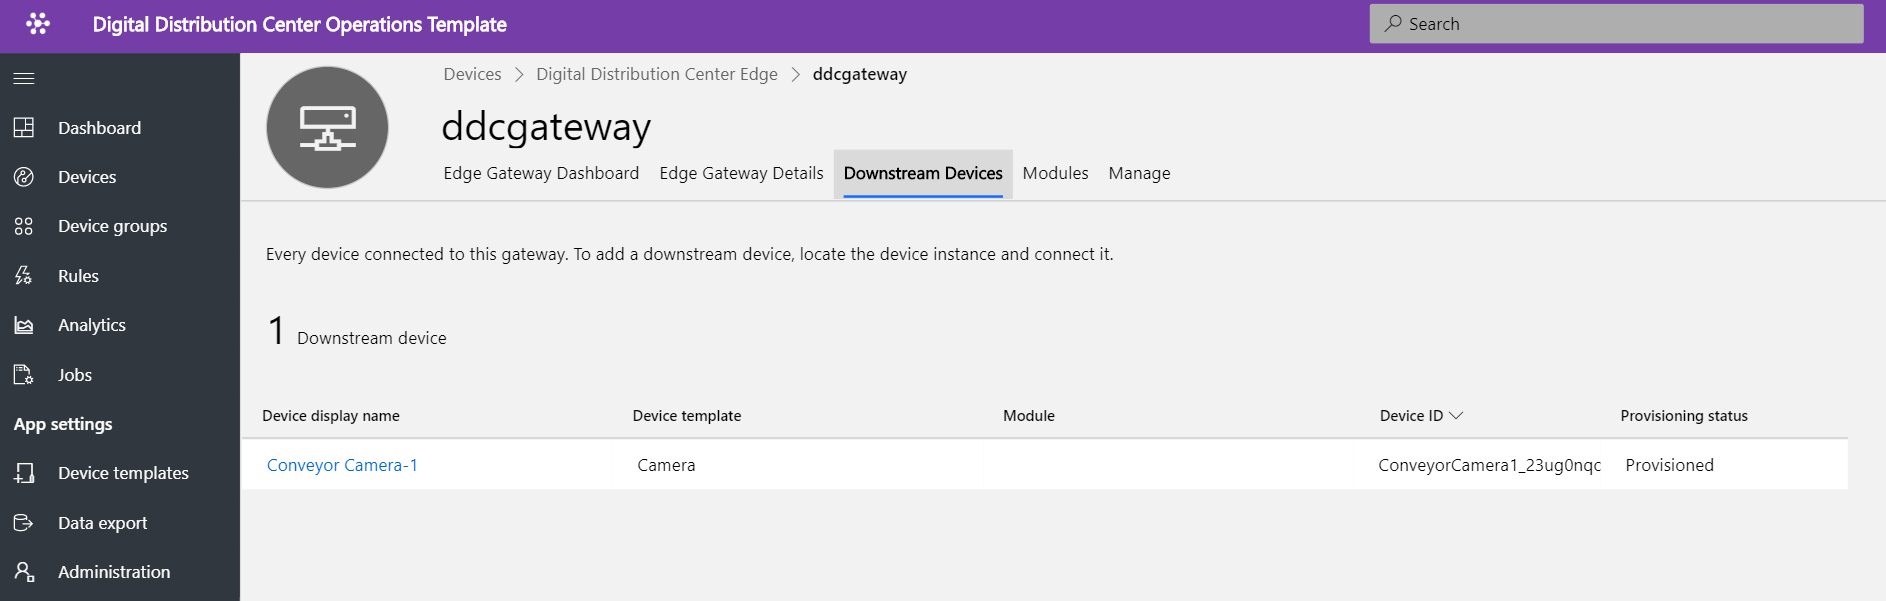 Digital Distribution Center Operations Template
Search
Devices > Digital Distribution Center Edge > ddcgateway
ddcgateway
Edge Gateway Dashboard Edge Gateway Details Downstream Devices Modules Manage
Dashboard
Devices
Device groups
Rules
Analytics
Jobs
App settings
Device templates
Data export
Administration
Every device connected to this gateway. To add a downstream device, locate the device instance and connect it.
1 Downstream device
Device display name Device template Module Device ID Provisioning status
Conveyor Camera-1 Camera ConveyorCamera1_23ug0nqc Provisioned